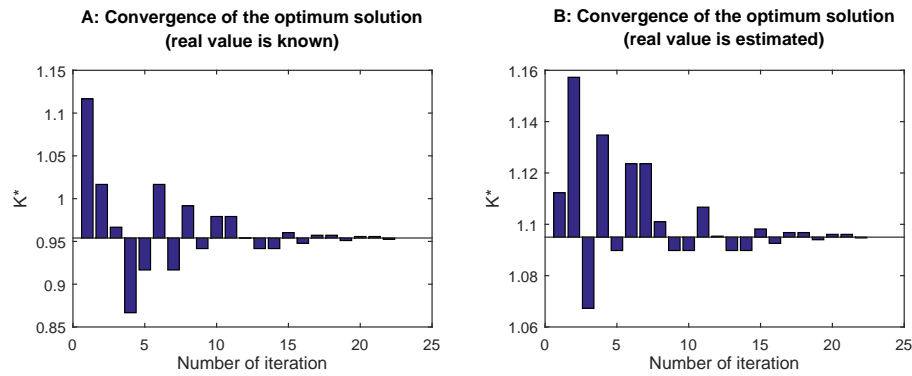 A: Convergence of the optimum solution
(real value is known)
1.15
1.1
1.05
1
0.95
0.9
0.85
K*
0 5 10 15 20 25
Number of iteration
B: Convergence of the optimum solution
(real value is estimated)
1.16
1.14
1.12
1.1
1.08
1.06
K*
0 5 10 15 20 25
Number of iteration